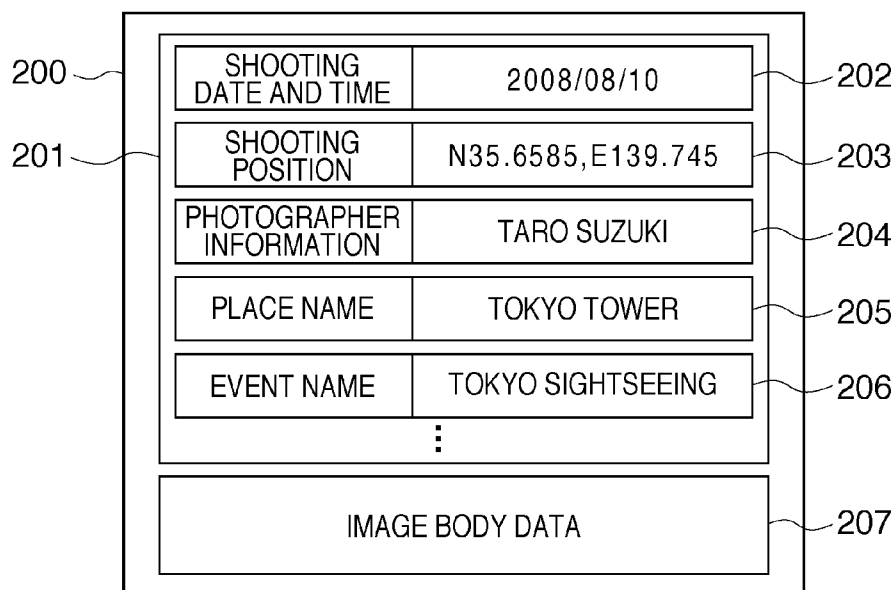 200
201
SHOOTING
DATE AND TIME
2008/08/10
202
SHOOTING
POSITION
N35.6585,E139.745
203
PHOTOGRAPHER
INFORMATION
TARO SUZUKI
204
PLACE NAME
TOKYO TOWER
205
EVENT NAME
TOKYO SIGHTSEEING
206
IMAGE BODY DATA
207